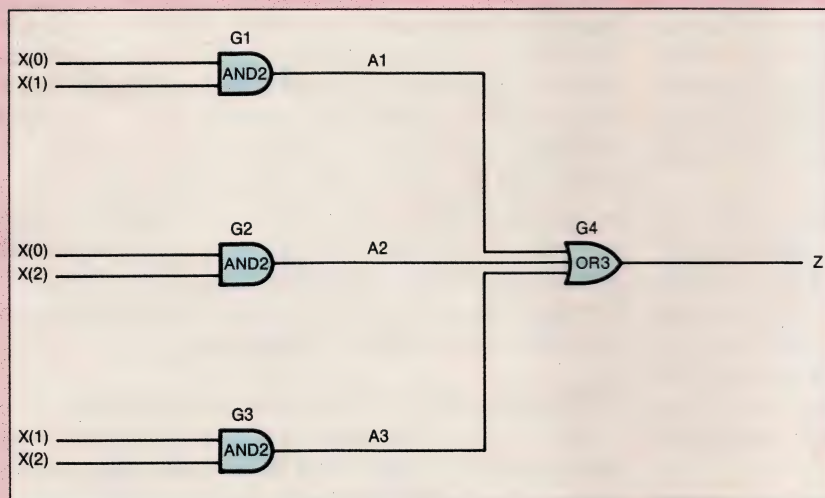 G1
X(0)
X(1)
AND2
A1
G2
X(0)
X(2)
AND2
A2
G4
OR3
Z
G3
X(1)
X(2)
AND2
A3